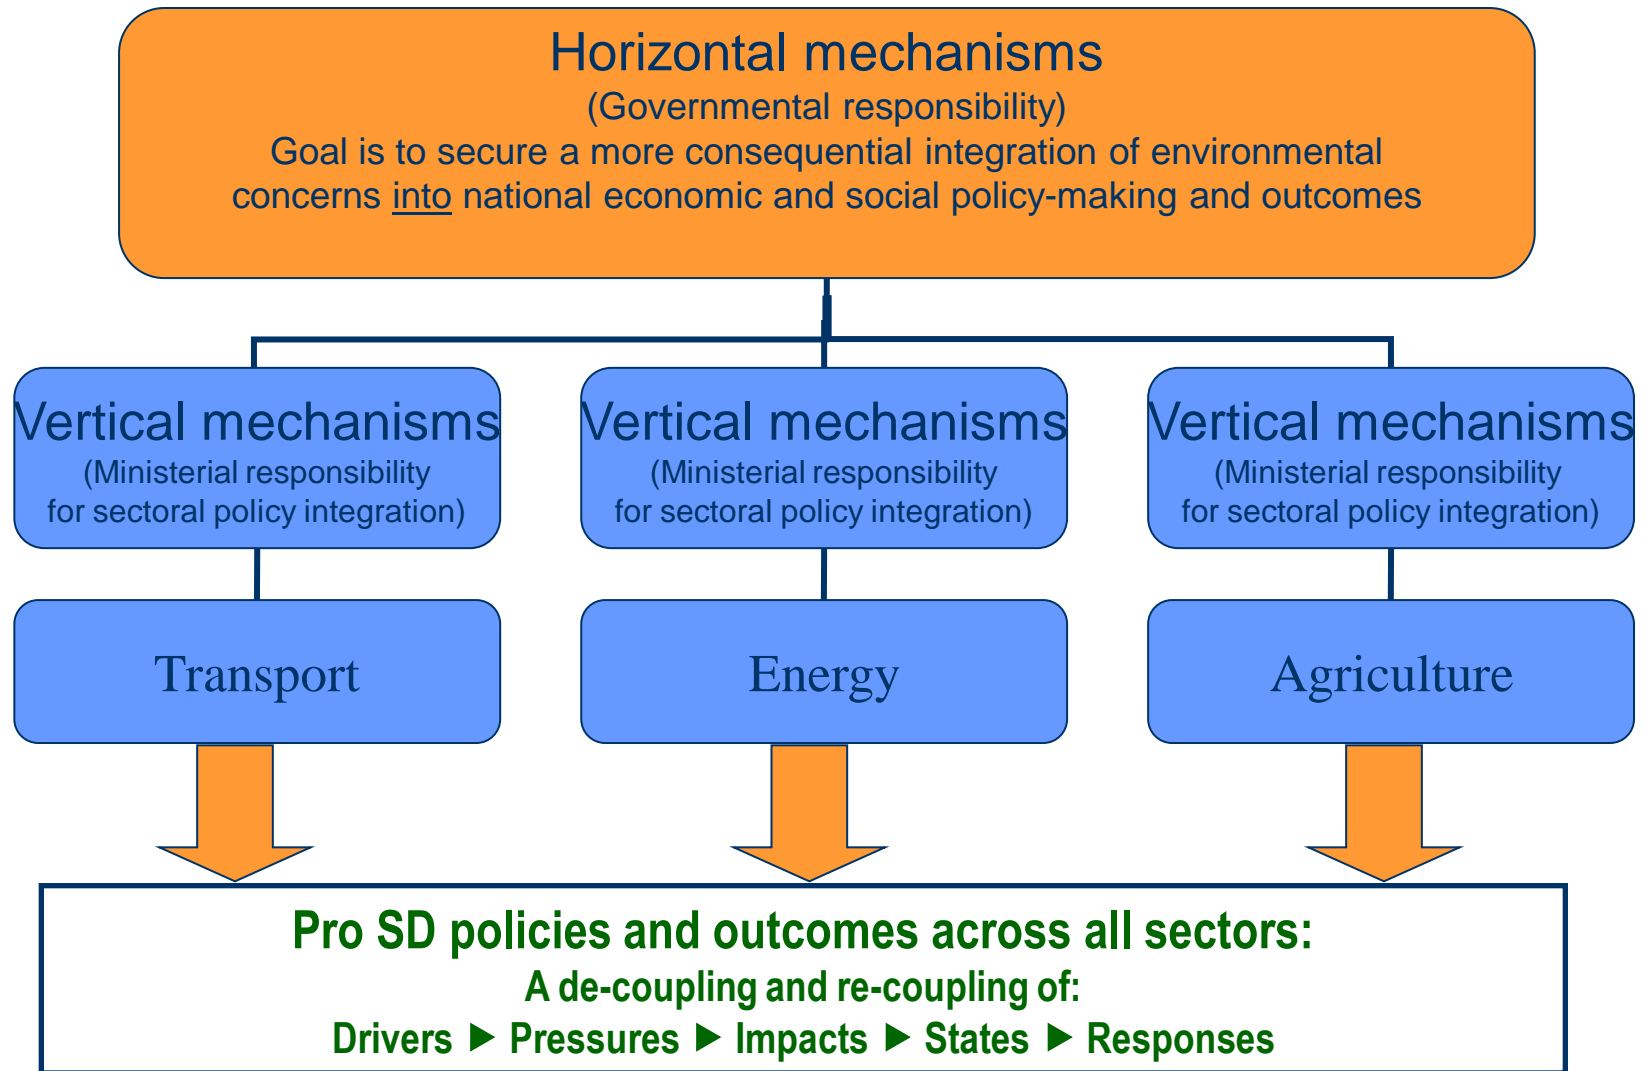 Horizontal mechanisms
(Governmental responsibility)
Goal is to secure a more consequential integration of environmental
concerns into national economic and social policy-making and outcomes
Vertical mechanisms
(Ministerial responsibility
for sectoral policy integration)
Vertical mechanisms
(Ministerial responsibility
for sectoral policy integration)
Vertical mechanisms
(Ministerial responsibility
for sectoral policy integration)
Transport
Energy
Agriculture
Pro SD policies and outcomes across all sectors:
A de-coupling and re-coupling of:
Drivers ► Pressures ► Impacts ► States ► Responses